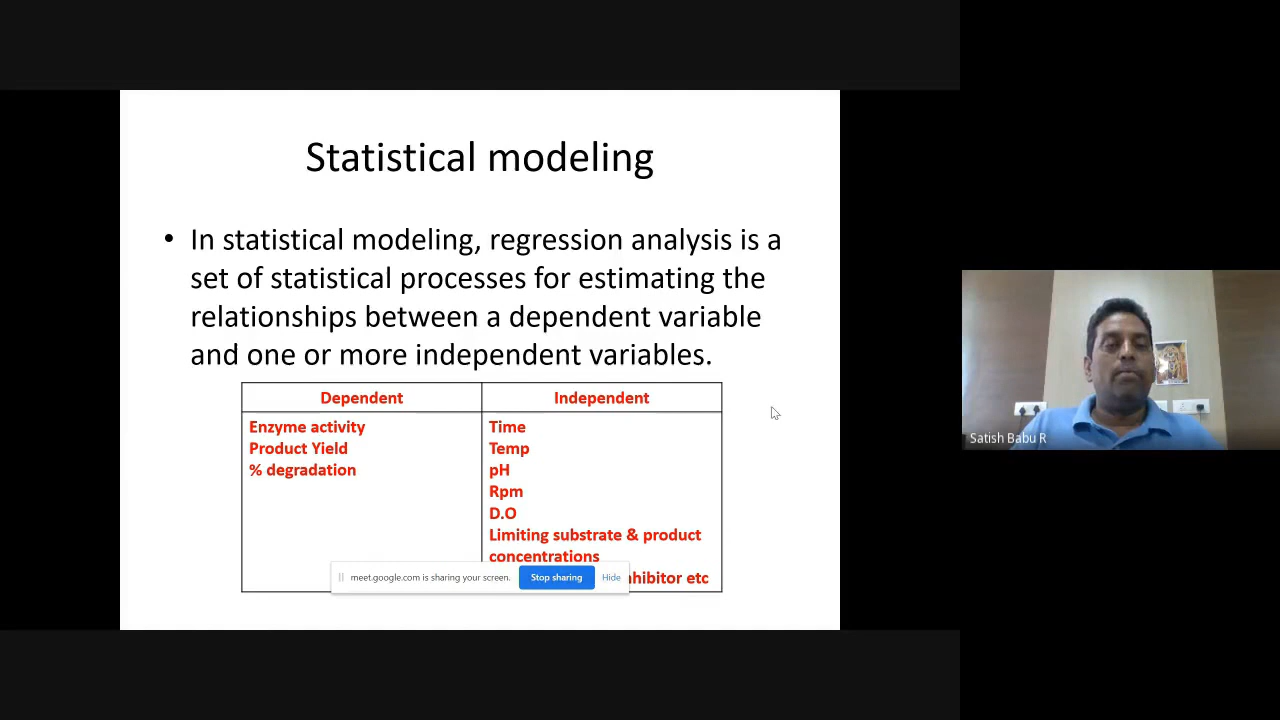 Statistical modeling
• In statistical modeling, regression analysis is a
set of statistical processes for estimating the
relationships between a dependent variable
and one or more independent variables.
Dependent
Independent
Enzyme activity
Product Yield
% degradation
Time
Temp
pH
Rpm
D.O
Limiting substrate & product
concentrations
etc
meet.google.com is sharing your screen.
Stop sharing
Hide
Satish Babu R